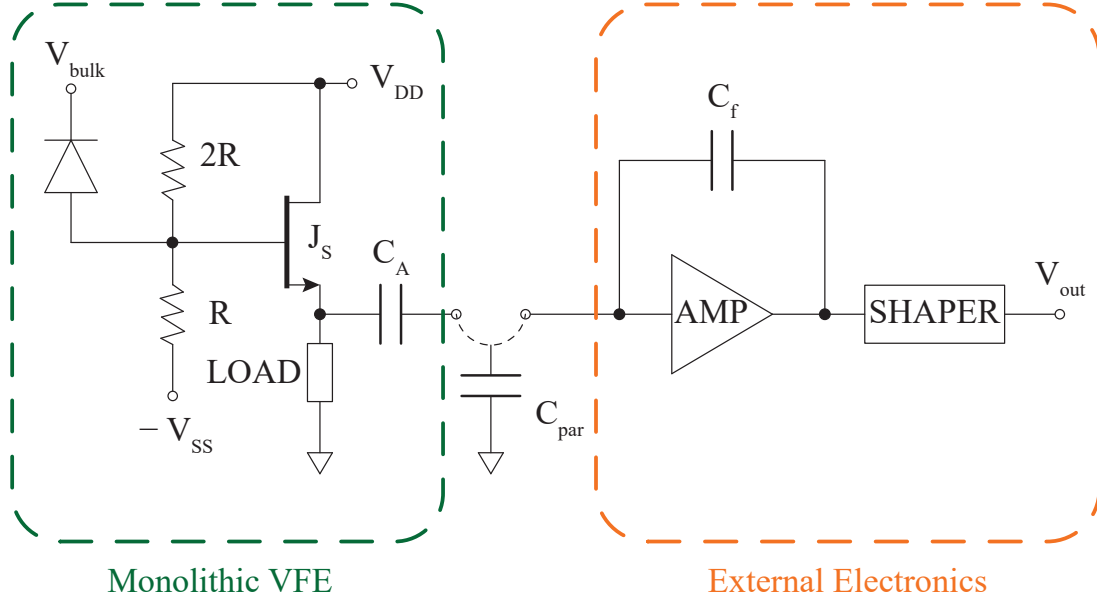 V_bulk
V_DD
2R
J_S
C_A
R
LOAD
− V_SS
C_par
C_f
AMP
SHAPER
V_out
Monolithic VFE
External Electronics